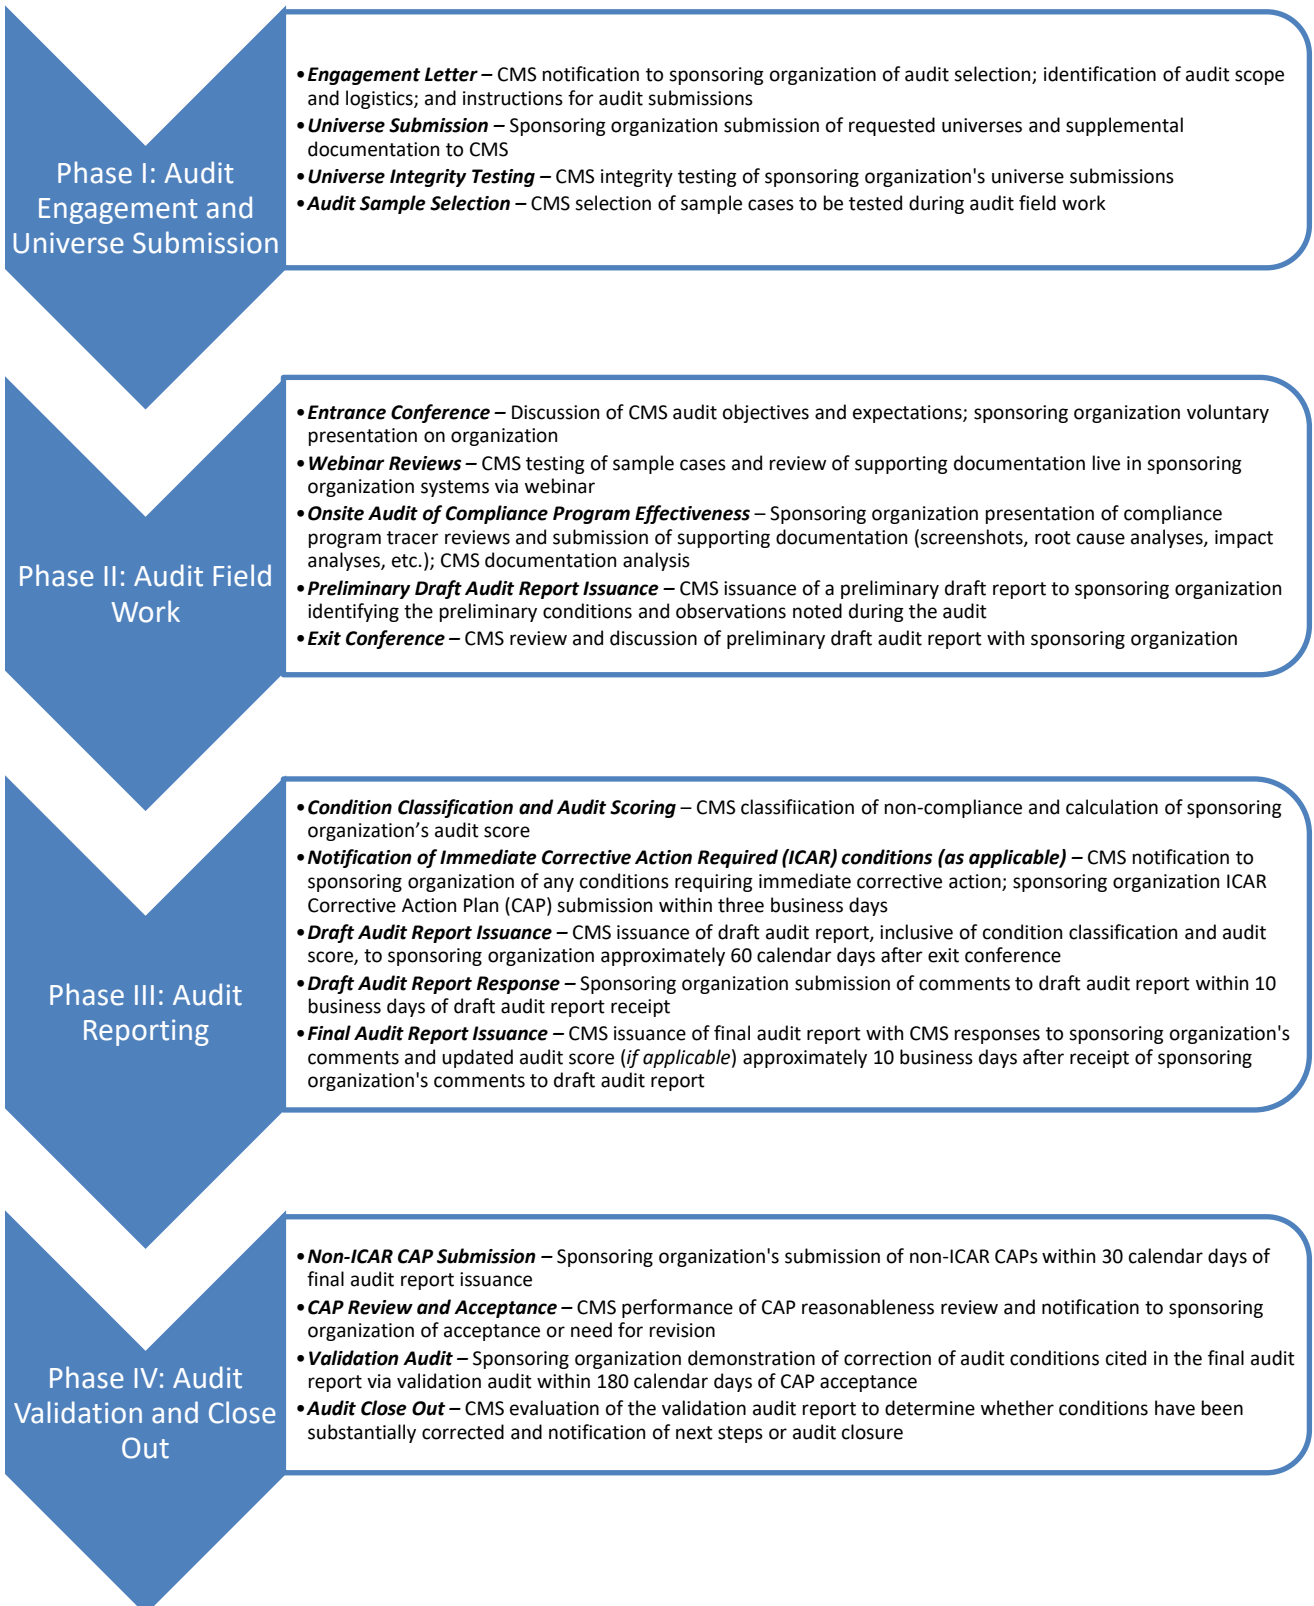 Phase I: Audit
Engagement and
Universe Submission
•Engagement Letter – CMS notification to sponsoring organization of audit selection; identification of audit scope
and logistics; and instructions for audit submissions
•Universe Submission – Sponsoring organization submission of requested universes and supplemental
documentation to CMS
•Universe Integrity Testing – CMS integrity testing of sponsoring organization's universe submissions
•Audit Sample Selection – CMS selection of sample cases to be tested during audit field work
Phase II: Audit Field
Work
•Entrance Conference – Discussion of CMS audit objectives and expectations; sponsoring organization voluntary
presentation on organization
•Webinar Reviews – CMS testing of sample cases and review of supporting documentation live in sponsoring
organization systems via webinar
•Onsite Audit of Compliance Program Effectiveness – Sponsoring organization presentation of compliance
program tracer reviews and submission of supporting documentation (screenshots, root cause analyses, impact
analyses, etc.); CMS documentation analysis
•Preliminary Draft Audit Report Issuance – CMS issuance of a preliminary draft report to sponsoring organization
identifying the preliminary conditions and observations noted during the audit
•Exit Conference – CMS review and discussion of preliminary draft audit report with sponsoring organization
Phase III: Audit
Reporting
•Condition Classification and Audit Scoring – CMS classifiication of non-compliance and calculation of sponsoring
organization’s audit score
•Notification of Immediate Corrective Action Required (ICAR) conditions (as applicable) – CMS notification to
sponsoring organization of any conditions requiring immediate corrective action; sponsoring organization ICAR
Corrective Action Plan (CAP) submission within three business days
•Draft Audit Report Issuance – CMS issuance of draft audit report, inclusive of condition classification and audit
score, to sponsoring organization approximately 60 calendar days after exit conference
•Draft Audit Report Response – Sponsoring organization submission of comments to draft audit report within 10
business days of draft audit report receipt
•Final Audit Report Issuance – CMS issuance of final audit report with CMS responses to sponsoring organization's
comments and updated audit score (if applicable) approximately 10 business days after receipt of sponsoring
organization's comments to draft audit report
Phase IV: Audit
Validation and Close
Out
•Non-ICAR CAP Submission – Sponsoring organization's submission of non-ICAR CAPs within 30 calendar days of
final audit report issuance
•CAP Review and Acceptance – CMS performance of CAP reasonableness review and notification to sponsoring
organization of acceptance or need for revision
•Validation Audit – Sponsoring organization demonstration of correction of audit conditions cited in the final audit
report via validation audit within 180 calendar days of CAP acceptance
•Audit Close Out – CMS evaluation of the validation audit report to determine whether conditions have been
substantially corrected and notification of next steps or audit closure